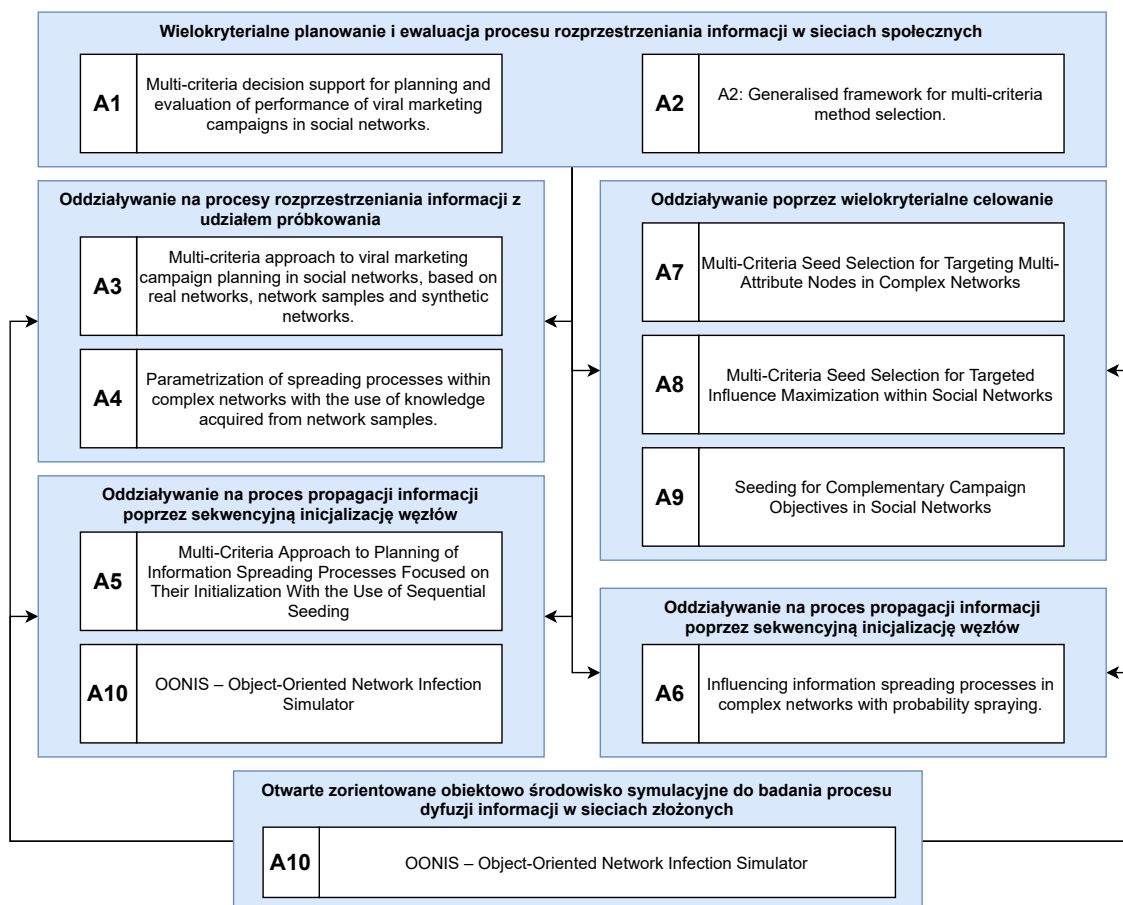 Wielokryterialne planowanie i ewaluacja procesu rozprzestrzeniania informacji w sieciach społecznych
A1
Multi-criteria decision support for planning and
evaluation of performance of viral marketing
campaigns in social networks.
A2
A2: Generalised framework for multi-criteria
method selection.
Oddziaływanie na procesy rozprzestrzeniania informacji z
udziałem próbkowania
A3
Multi-criteria approach to viral marketing
campaign planning in social networks, based on
real networks, network samples and synthetic
networks.
A4
Parametrization of spreading processes within
complex networks with the use of knowledge
acquired from network samples.
Oddziaływanie poprzez wielokryterialne celowanie
A7
Multi-Criteria Seed Selection for Targeting Multi-
Attribute Nodes in Complex Networks
A8
Multi-Criteria Seed Selection for Targeted
Influence Maximization within Social Networks
A9
Seeding for Complementary Campaign
Objectives in Social Networks
Oddziaływanie na proces propagacji informacji
poprzez sekwencyjną inicjalizację węzłów
A5
Multi-Criteria Approach to Planning of
Information Spreading Processes Focused on
Their Initialization With the Use of Sequential
Seeding
A10
OONIS – Object-Oriented Network Infection
Simulator
Oddziaływanie na proces propagacji informacji
poprzez sekwencyjną inicjalizację węzłów
A6
Influencing information spreading processes in
complex networks with probability spraying.
Otwarte zorientowane obiektowo środowisko symulacyjne do badania procesu
dyfuzji informacji w sieciach złożonych
A10
OONIS – Object-Oriented Network Infection Simulator